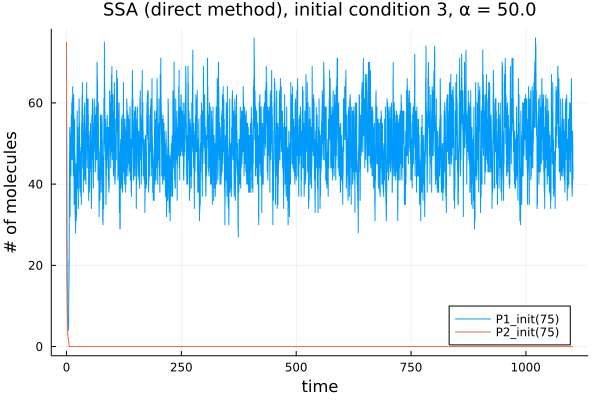 SSA (direct method), initial condition 3, α = 50.0
# of molecules
60
40
20
0
P1_init(75)
P2_init(75)
0
250
500
750
1000
time